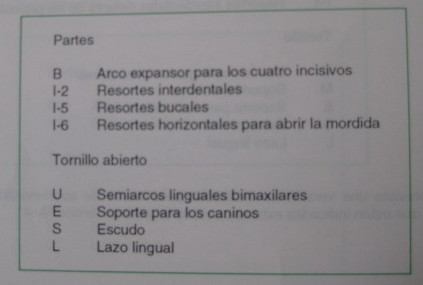 Partes
B Arco expansor para los cuatro incisivos
I-2 Resortes interdentales
I-5 Resortes bucales
I-6 Resortes horizontales para abrir la mordida
Tornillo abierto
U Semiarcos linguales bimaxilares
E Soporte para los caninos
S Escudo
L Lazo lingual